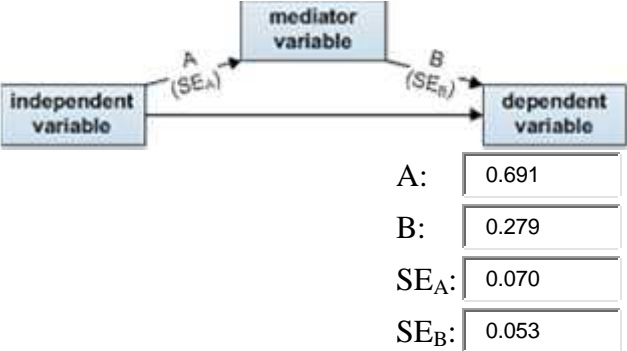 mediator
variable
A
(SEA)
B
(SEB)
independent
variable
dependent
variable
A: 0.691
B: 0.279
SEA: 0.070
SEB: 0.053